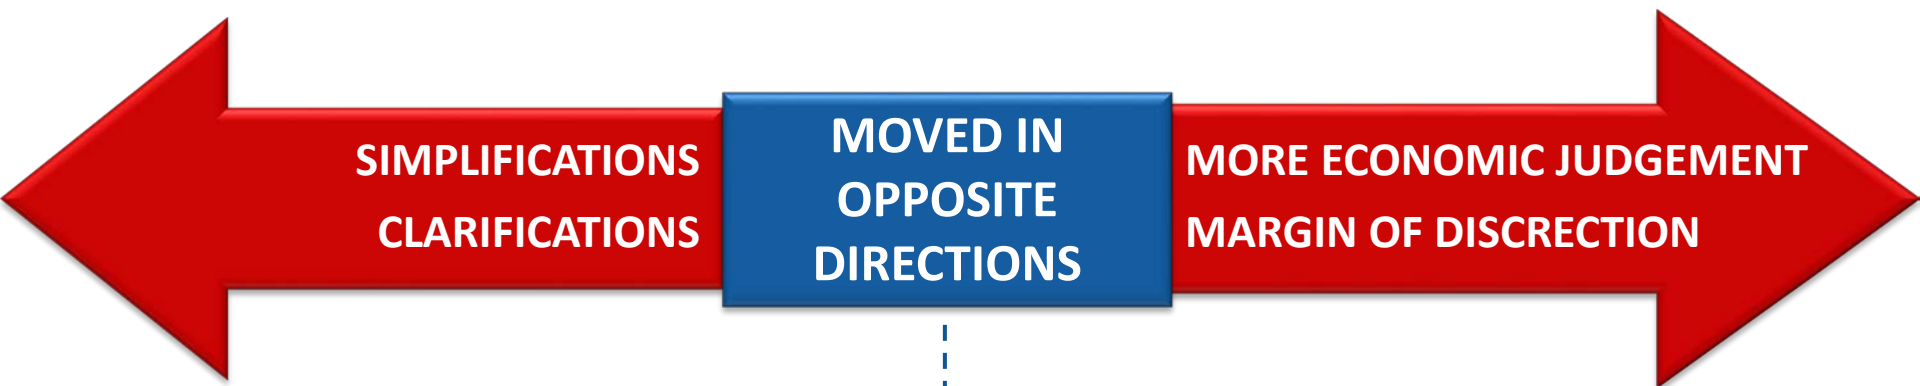 SIMPLIFICATIONS
CLARIFICATIONS
MOVED IN
OPPOSITE
DIRECTIONS
MORE ECONOMIC JUDGEMENT
MARGIN OF DISCRECTION